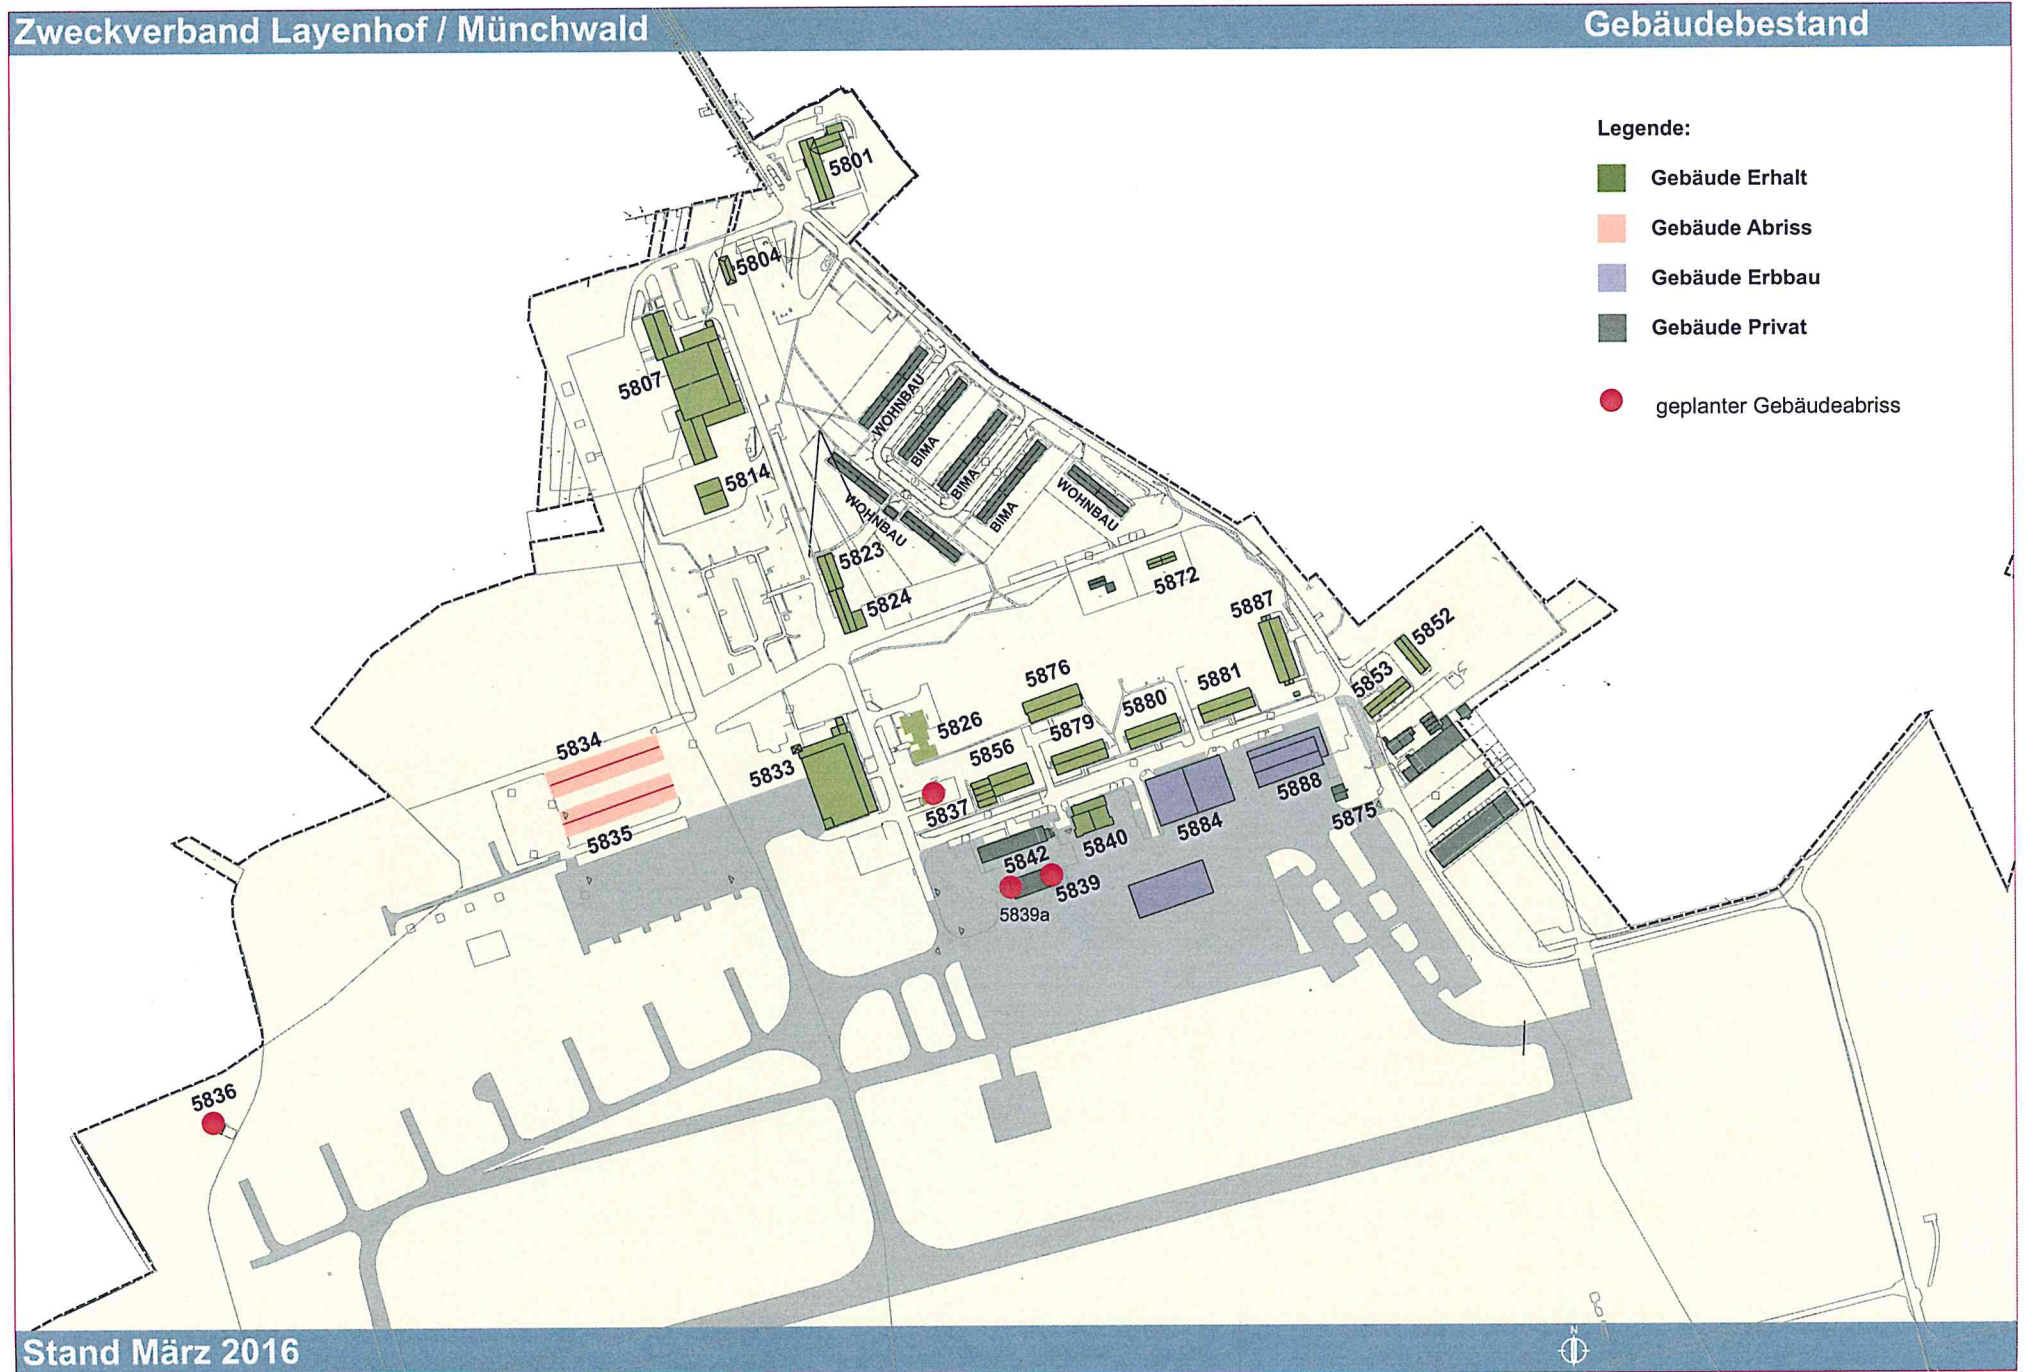 Zweckverband Layenhof / Münchwald
Gebäudebestand
Legende:
Gebäude Erhalt
Gebäude Abriss
Gebäude Erbbau
Gebäude Privat
geplanter Gebäudeabriss
5801
5804
5807
5814
WOHNBAU
BIMA
BIMA
BIMA
WOHNBAU
WOHNBAU
5823
5824
5872
5887
5852
5853
5876
5881
5880
5826
5879
5834
5856
5833
5888
5837
5875
5835
5884
5840
5842
5839
5839a
5836
N
Stand März 2016